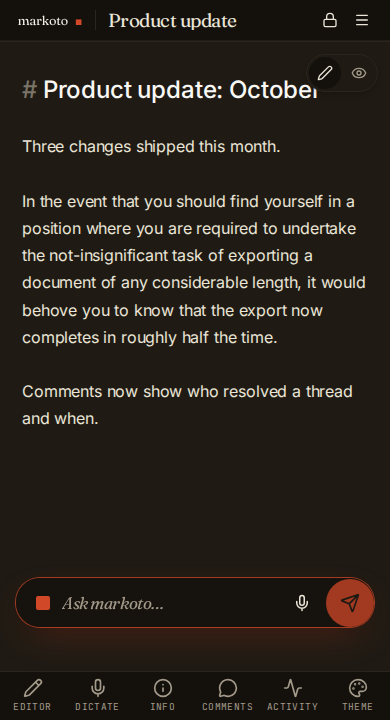 markoto
Product update
# Product update: October
Three changes shipped this month.
In the event that you should find yourself in a
position where you are required to undertake
the not-insignificant task of exporting a
document of any considerable length, it would
behove you to know that the export now
completes in roughly half the time.
Comments now show who resolved a thread
and when.
Ask markoto...
EDITOR DICTATE INFO COMMENTS ACTIVITY THEME